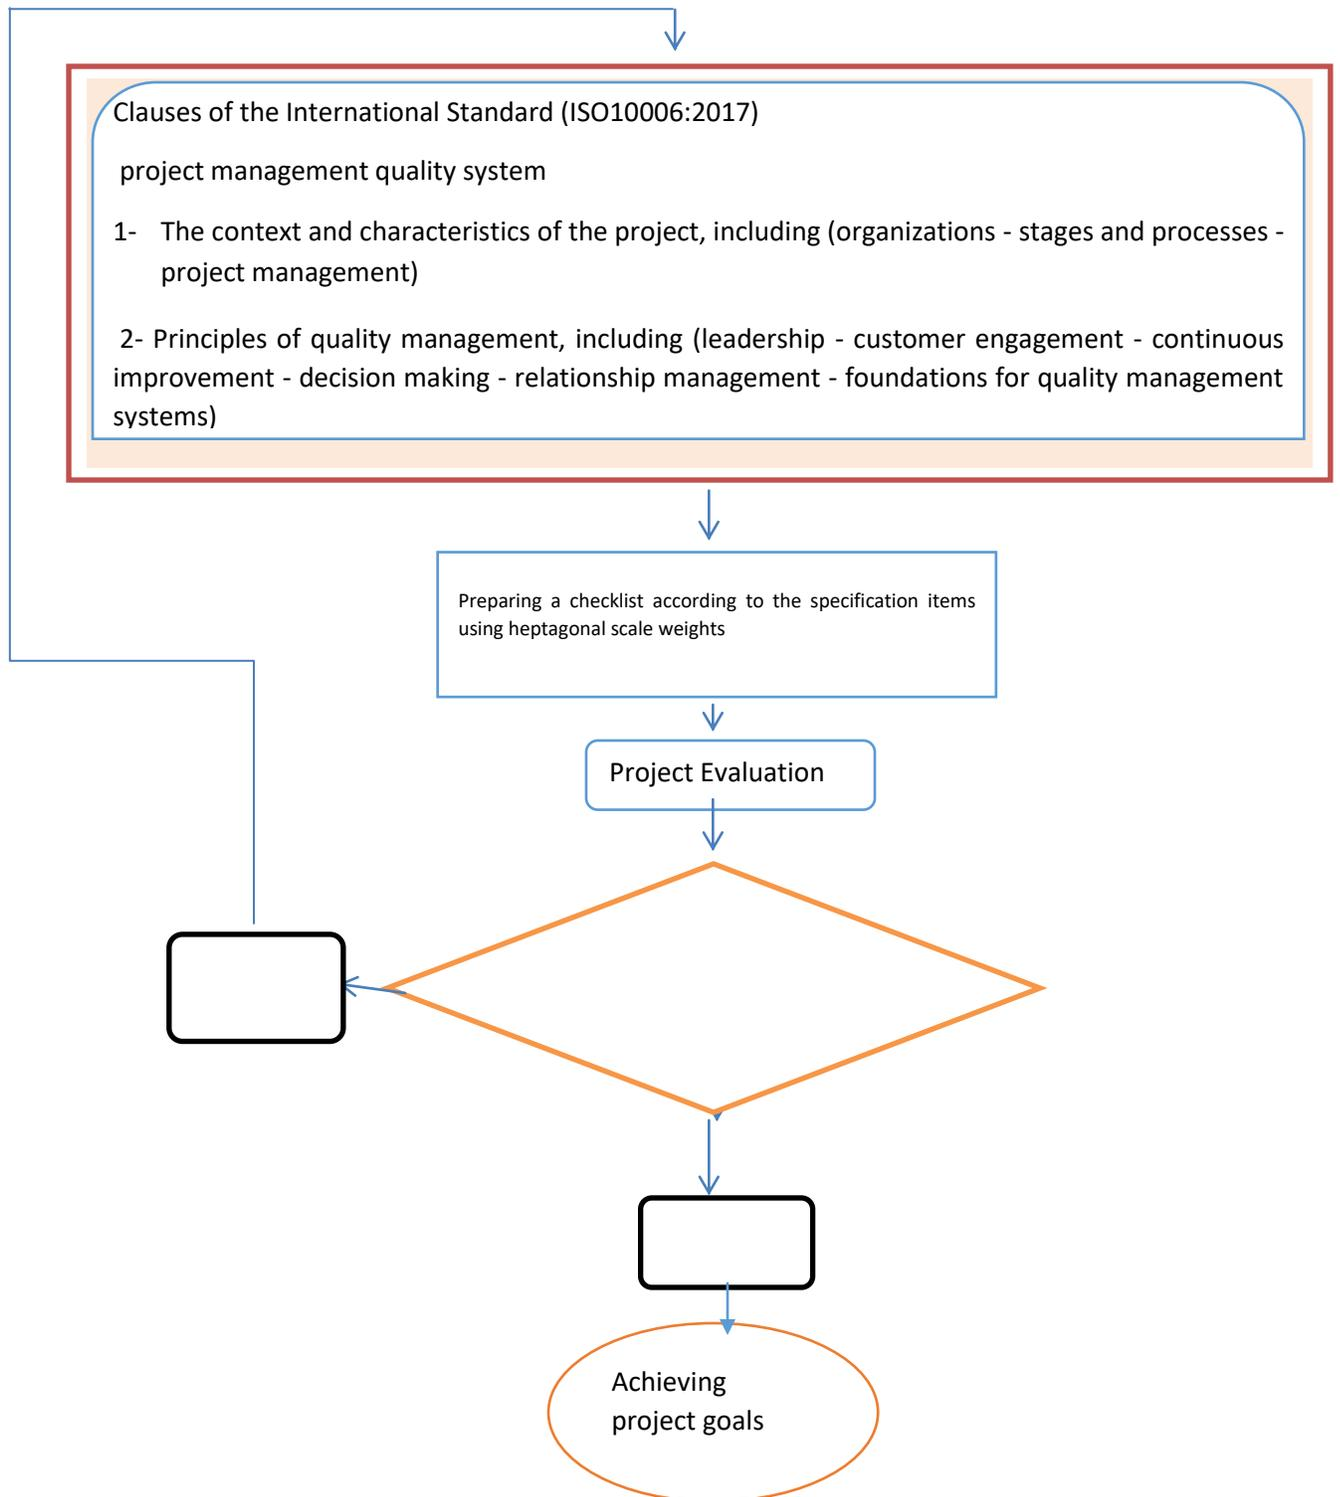 Clauses of the International Standard (ISO10006:2017)
project management quality system
1- The context and characteristics of the project, including (organizations - stages and processes -
project management)
2- Principles of quality management, including (leadership - customer engagement - continuous
improvement - decision making - relationship management - foundations for quality management
systems)
Preparing a checklist according to the specification items
using heptagonal scale weights
Project Evaluation
Achieving
project goals